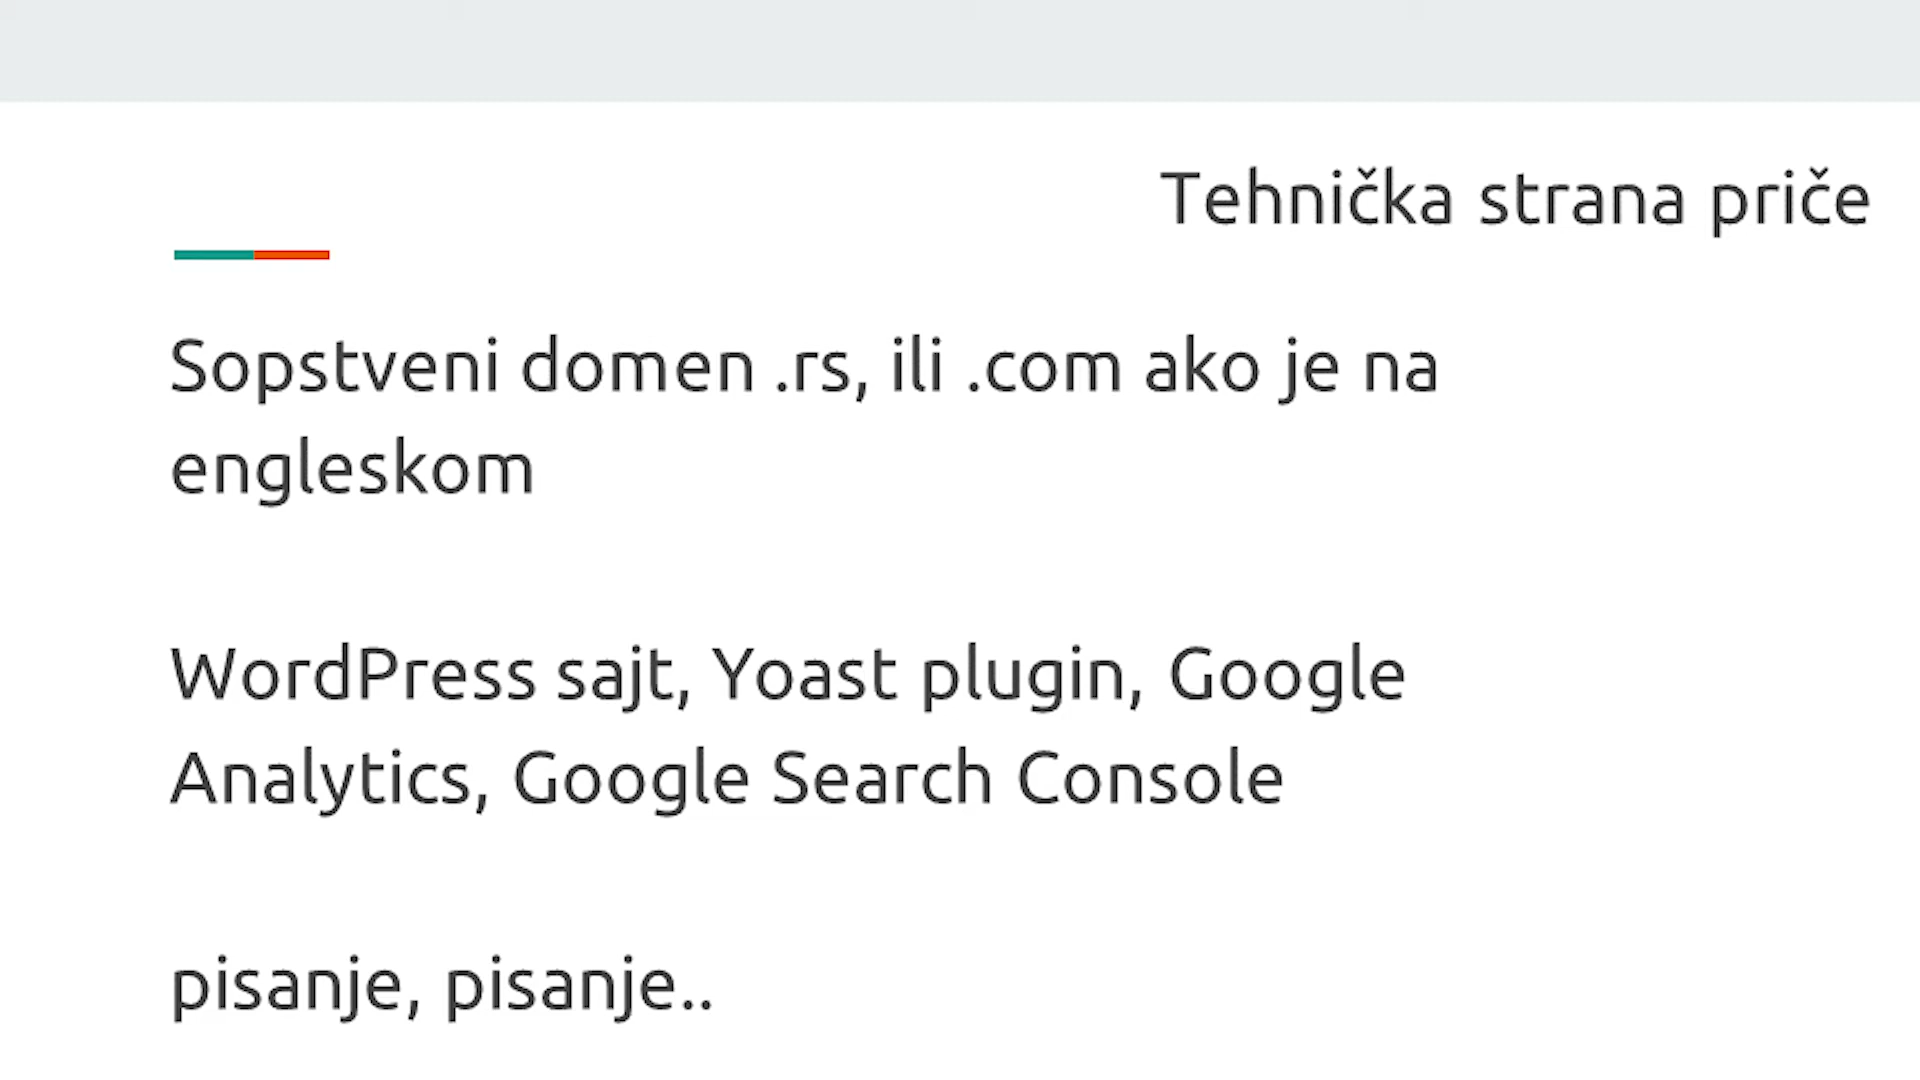 Tehnička strana priče
Sopstveni domen .rs, ili .com ako je na
engleskom
WordPress sajt, Yoast plugin, Google
Analytics, Google Search Console
pisanje, pisanje..